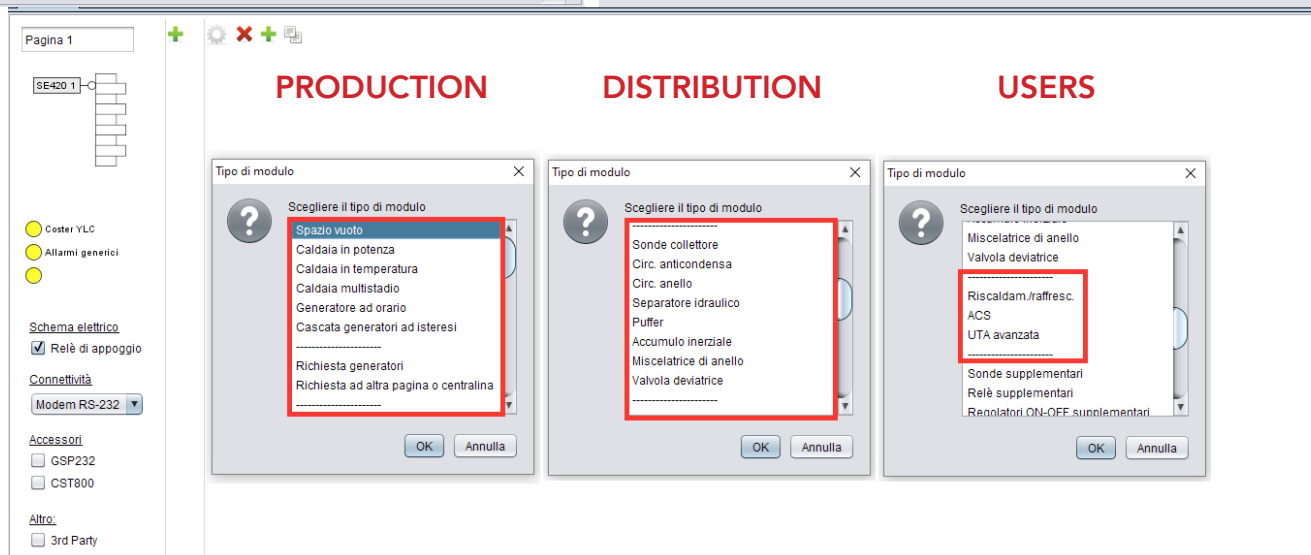 Pagina 1
SE420 1
Coster YLC
Allarmi generici
Schema elettrico
Relè di appoggio
Connettività
Modem RS-232
Accessori
GSP232
CST800
Altro:
3rd Party
PRODUCTION
DISTRIBUTION
USERS
Tipo di modulo
Scegliere il tipo di modulo
Spazio vuoto
Caldaia in potenza
Caldaia in temperatura
Caldaia multistadio
Generatore ad orario
Cascata generatori ad isteresi
----------------------
Richiesta generatori
Richiesta ad altra pagina o centralina
----------------------
OK
Annulla
Tipo di modulo
Scegliere il tipo di modulo
----------------------
Sonde collettore
Circ. anticondensa
Circ. anello
Separatore idraulico
Puffer
Accumulo inerziale
Miscelatrice di anello
Valvola deviatrice
----------------------
OK
Annulla
Tipo di modulo
Scegliere il tipo di modulo
Miscelatrice di anello
Valvola deviatrice
----------------------
Riscaldam./raffresc.
ACS
UTA avanzata
----------------------
Sonde supplementari
Relè supplementari
Regolatori ON-OFF supplementari
OK
Annulla